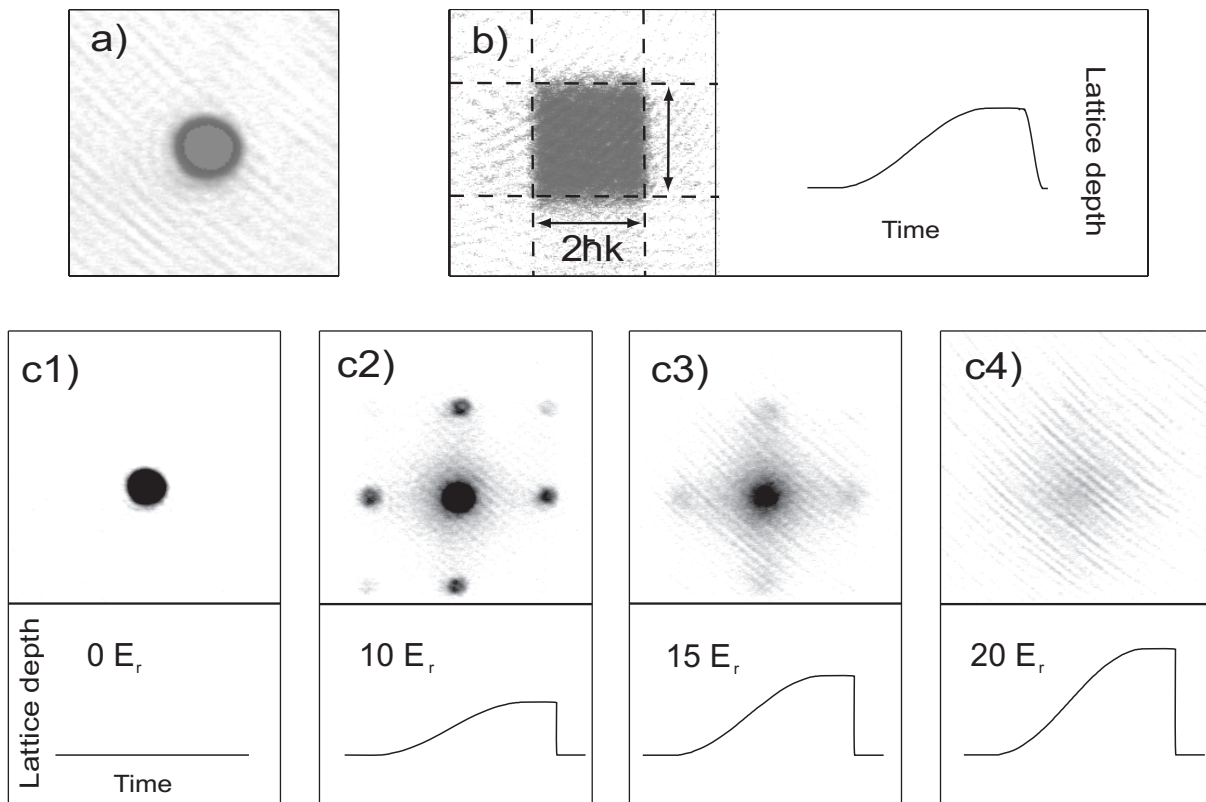 a)
b)
2ħk
Lattice depth
Time
c1)
c2)
c3)
c4)
Lattice depth
0 E_r
Time
10 E_r
15 E_r
20 E_r